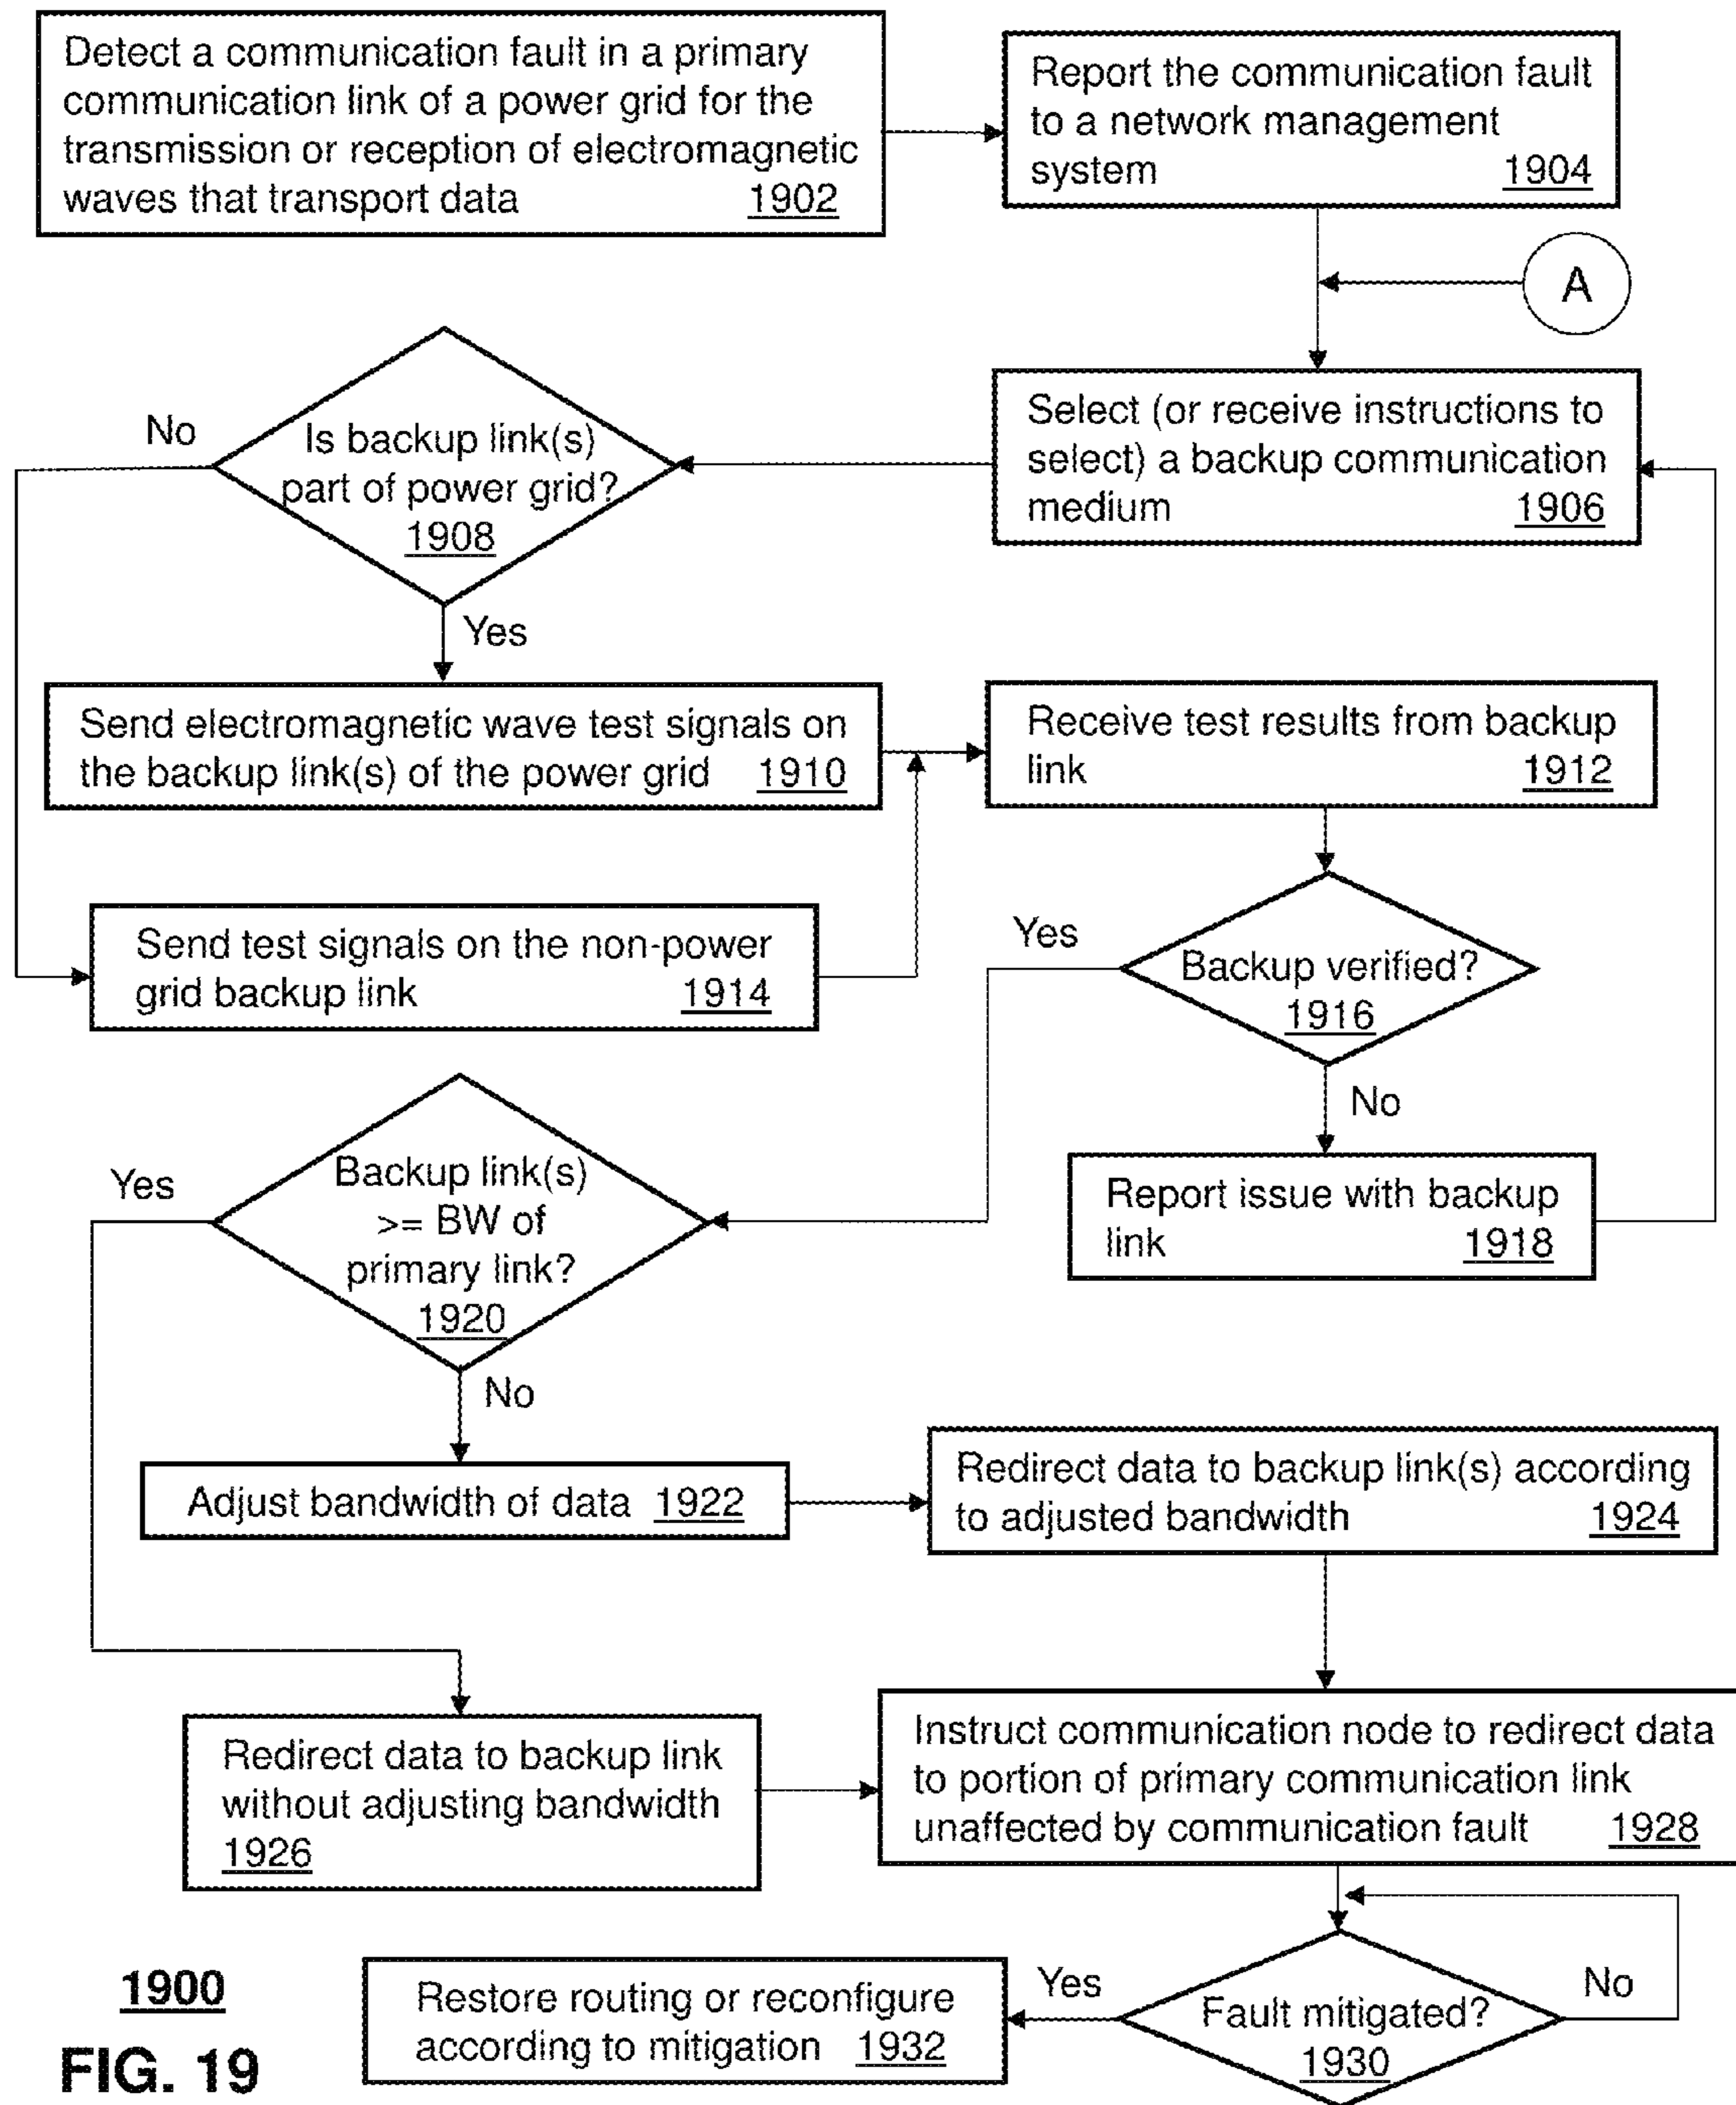 Detect a communication fault in a primary
communication link of a power grid for the
transmission or reception of electromagnetic
waves that transport data 1902
Report the communication fault
to a network management
system 1904
A
Select (or receive instructions to
select) a backup communication
medium 1906
No
Is backup link(s)
part of power grid?
1908
Yes
Send electromagnetic wave test signals on
the backup link(s) of the power grid 1910
Receive test results from backup
link 1912
Send test signals on the non-power
grid backup link 1914
Yes
Backup verified?
1916
No
Report issue with backup
link 1918
Yes
Backup link(s)
>= BW of
primary link?
1920
No
Adjust bandwidth of data 1922
Redirect data to backup link(s) according
to adjusted bandwidth 1924
Redirect data to backup link
without adjusting bandwidth
1926
Instruct communication node to redirect data
to portion of primary communication link
unaffected by communication fault 1928
Fault mitigated?
1930
No
Yes
Restore routing or reconfigure
according to mitigation 1932
1900
FIG. 19